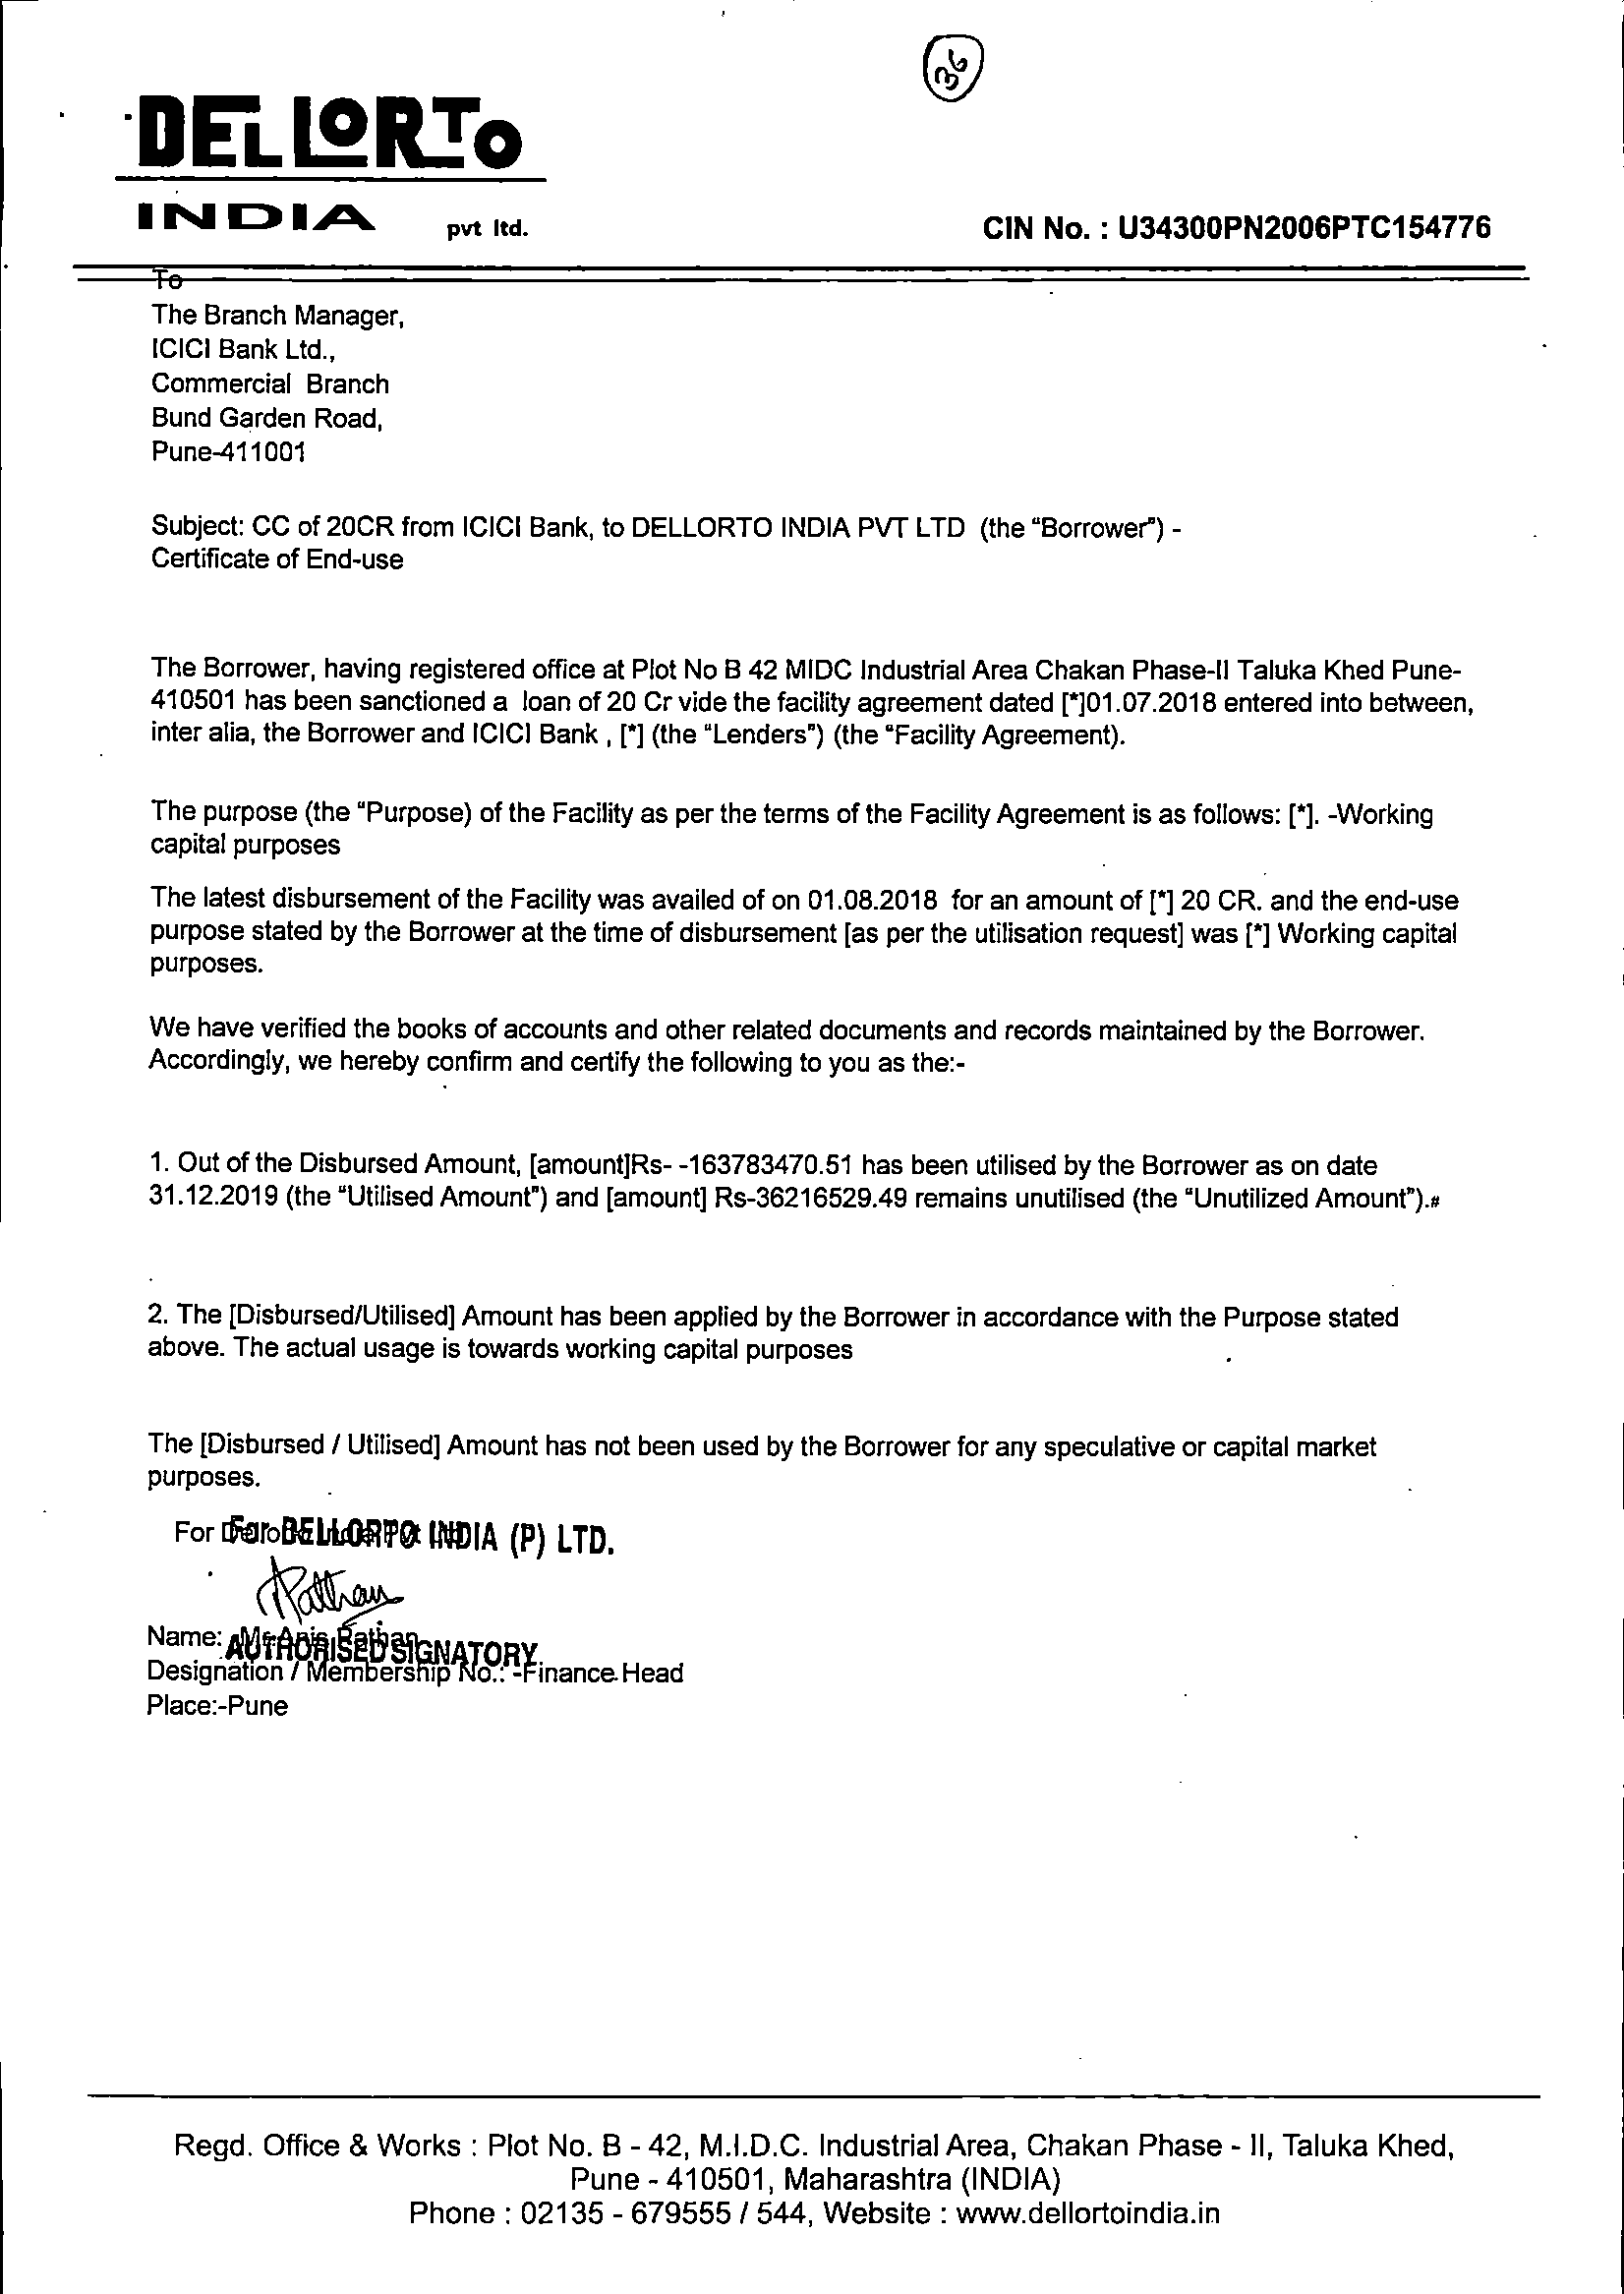 36
DELLORTO
INDIA pvt ltd.
CIN No. : U34300PN2006PTC154776
To
The Branch Manager,
ICICI Bank Ltd.,
Commercial Branch
Bund Garden Road,
Pune-411001
Subject: CC of 20CR from ICICI Bank, to DELLORTO INDIA PVT LTD (the "Borrower") -
Certificate of End-use
The Borrower, having registered office at Plot No B 42 MIDC Industrial Area Chakan Phase-II Taluka Khed Pune-
410501 has been sanctioned a loan of 20 Cr vide the facility agreement dated [*]01.07.2018 entered into between,
inter alia, the Borrower and ICICI Bank , [*] (the "Lenders") (the "Facility Agreement).
The purpose (the "Purpose) of the Facility as per the terms of the Facility Agreement is as follows: [*]. -Working
capital purposes
The latest disbursement of the Facility was availed of on 01.08.2018 for an amount of [*] 20 CR. and the end-use
purpose stated by the Borrower at the time of disbursement [as per the utilisation request] was [*] Working capital
purposes.
We have verified the books of accounts and other related documents and records maintained by the Borrower.
Accordingly, we hereby confirm and certify the following to you as the:-
1. Out of the Disbursed Amount, [amount]Rs- -163783470.51 has been utilised by the Borrower as on date
31.12.2019 (the "Utilised Amount") and [amount] Rs-36216529.49 remains unutilised (the "Unutilized Amount").#
2. The [Disbursed/Utilised] Amount has been applied by the Borrower in accordance with the Purpose stated
above. The actual usage is towards working capital purposes
The [Disbursed / Utilised] Amount has not been used by the Borrower for any speculative or capital market
purposes.
For
For DELLORTO INDIA (P) LTD.
Pathan
Name: Mr Anis Pathan
AUTHORISED SIGNATORY
Designation / Membership No.: -Finance Head
Place:-Pune
Regd. Office & Works : Plot No. B - 42, M.I.D.C. Industrial Area, Chakan Phase - II, Taluka Khed,
Pune - 410501, Maharashtra (INDIA)
Phone : 02135 - 679555 / 544, Website : www.dellortoindia.in